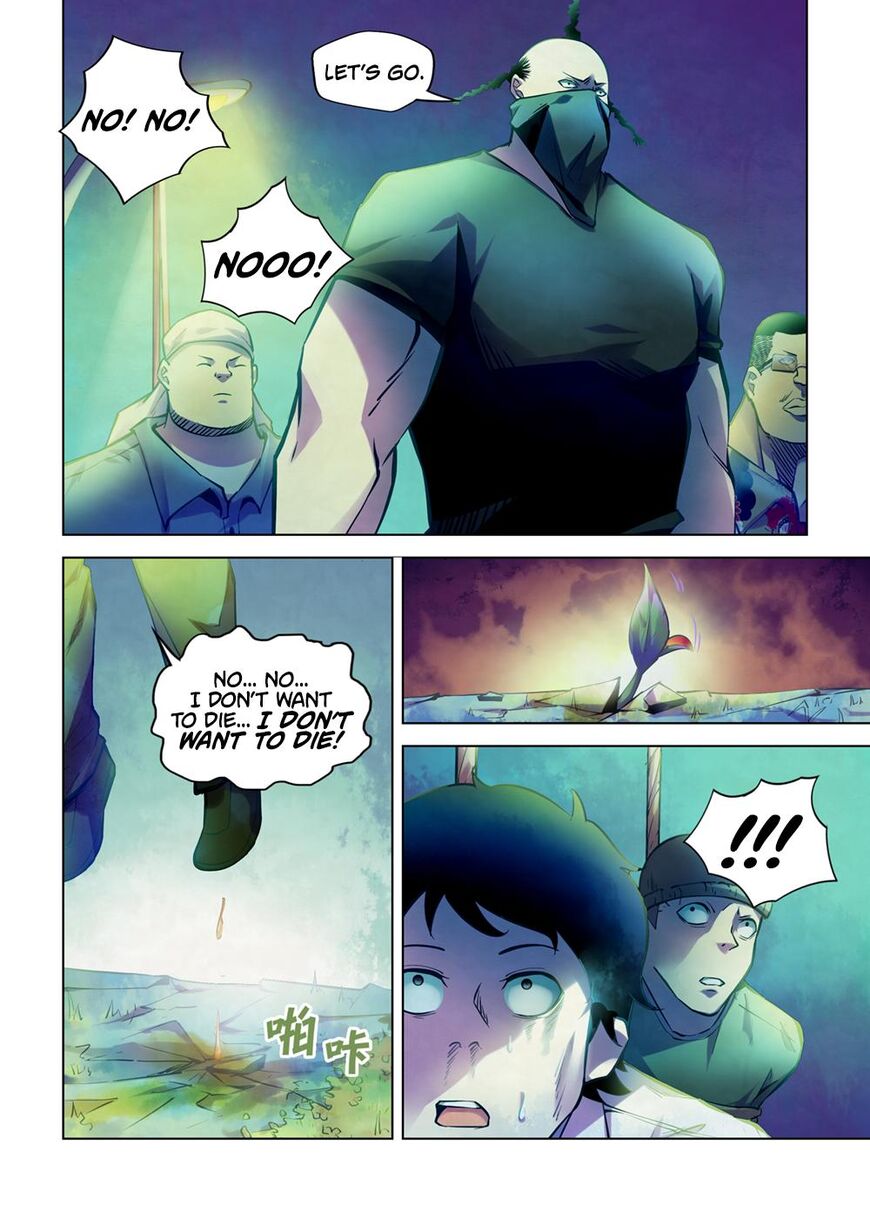 NO! NO!
LET'S GO.
NOOO!
NO... NO...
I DON'T WANT
TO DIE... I DON'T
WANT TO DIE!
啪咔
!!!